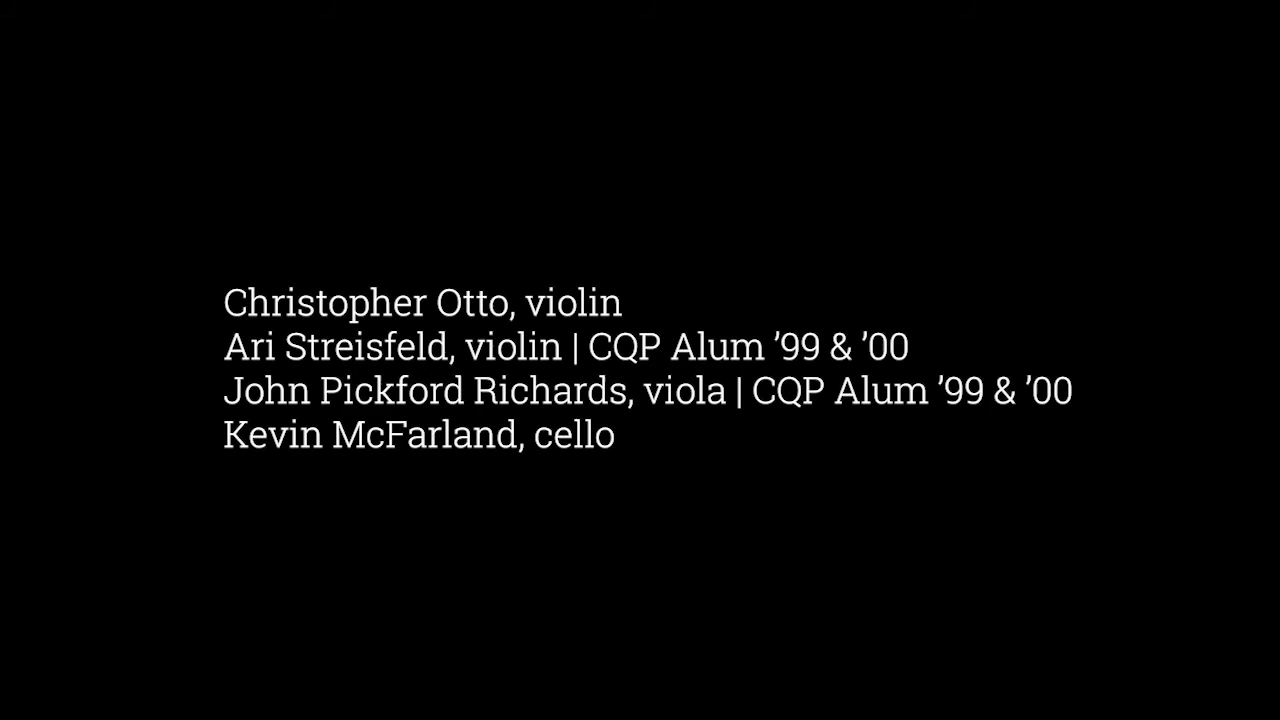 Christopher Otto, violin
Ari Streisfeld, violin | CQP Alum ’99 & ’00
John Pickford Richards, viola | CQP Alum ’99 & ’00
Kevin McFarland, cello